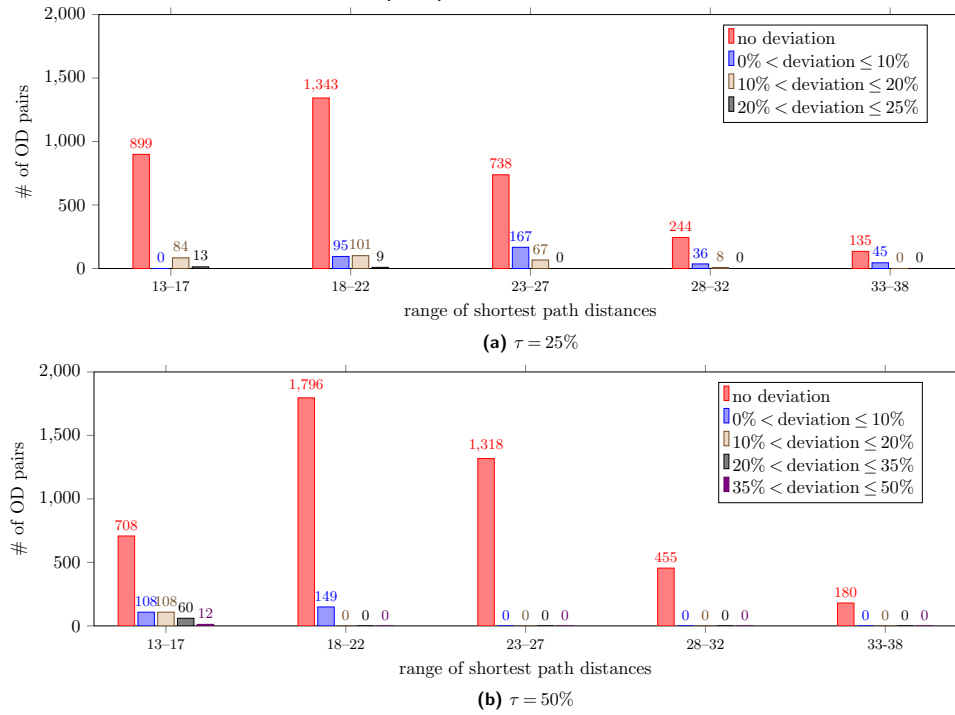 2,000
1,500
1,000
500
0
# of OD pairs
no deviation
0% < deviation ≤ 10%
10% < deviation ≤ 20%
20% < deviation ≤ 25%
899 0 84 13
1,343 95 101 9
738 167 67 0
244 36 8 0
135 45 0 0
13–17 18–22 23–27 28–32 33–38
range of shortest path distances
(a) τ = 25%
2,000
1,500
1,000
500
0
# of OD pairs
no deviation
0% < deviation ≤ 10%
10% < deviation ≤ 20%
20% < deviation ≤ 35%
35% < deviation ≤ 50%
708 108 108 60 12
1,796 149 0 0 0
1,318 0 0 0 0
455 0 0 0 0
180 0 0 0 0
13–17 18–22 23–27 28–32 33-38
range of shortest path distances
(b) τ = 50%